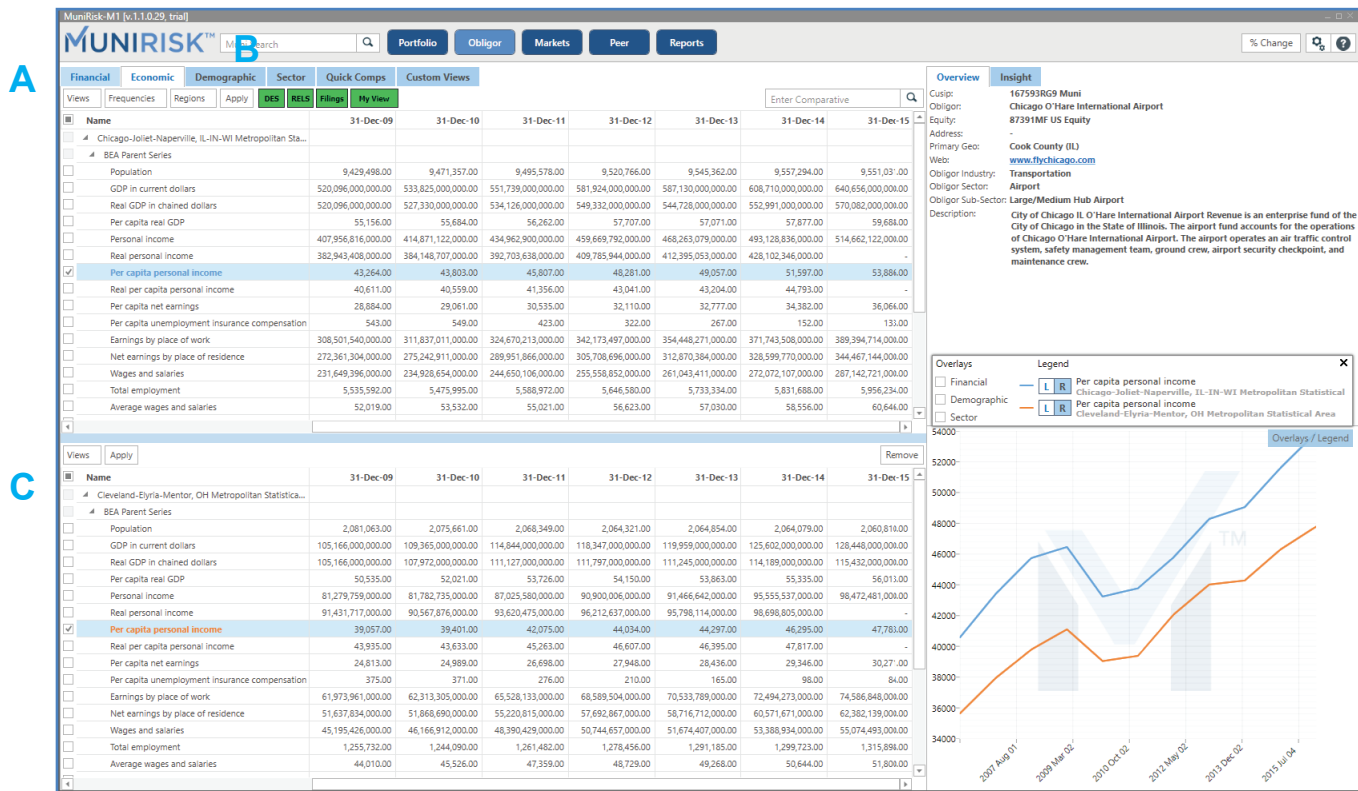 MuniRisk-M1 [v.1.1.0.29, trial]
MUNIRISK™ B Portfolio Obligor Markets Peer Reports % Change
A
Financial Economic Demographic Sector Quick Comps Custom Views
Views Frequencies Regions Apply DES RELS Filings My View Enter Comparative
Name 31-Dec-09 31-Dec-10 31-Dec-11 31-Dec-12 31-Dec-13 31-Dec-14 31-Dec-15
Chicago-Joliet-Naperville, IL-IN-WI Metropolitan Sta...
BEA Parent Series
Population 9,429,498.00 9,471,357.00 9,495,578.00 9,520,766.00 9,545,362.00 9,557,294.00
GDP in current dollars 520,096,000,000.00 533,825,000,000.00 551,739,000,000.00 581,924,000,000.00 587,130,000,000.00 608,710,000,000.00 640,656,000,000.00
Real GDP in chained dollars 520,096,000,000.00 527,330,000,000.00 534,126,000,000.00 549,332,000,000.00 544,728,000,000.00 552,991,000,000.00 570,082,000,000.00
Per capita real GDP 55,156.00 55,684.00 56,262.00 57,707.00 57,071.00 57,877.00 59,688.00
Personal income 407,956,816,000.00 414,871,122,000.00 434,962,900,000.00 459,669,792,000.00 468,263,079,000.00 493,128,836,000.00 514,662,122,000.00
Real personal income 382,943,408,000.00 384,148,707,000.00 392,703,638,000.00 409,785,944,000.00 412,395,053,000.00 428,102,346,000.00 -
Per capita personal income 43,264.00 43,803.00 45,807.00 48,281.00 49,057.00 51,597.00 53,886.00
Real per capita personal income 40,611.00 40,559.00 41,356.00 43,041.00 43,204.00 44,793.00 -
Per capita net earnings 28,884.00 29,061.00 30,535.00 32,110.00 32,777.00 34,382.00 36,066.00
Per capita unemployment insurance compensation 543.00 549.00 423.00 322.00 267.00 152.00 133.00
Earnings by place of work 308,501,540,000.00 311,837,011,000.00 324,670,213,000.00 342,173,497,000.00 354,448,271,000.00 371,743,508,000.00 389,394,714,000.00
Net earnings by place of residence 272,361,304,000.00 275,242,911,000.00 289,951,866,000.00 305,708,696,000.00 312,870,384,000.00 328,599,770,000.00 344,467,144,000.00
Wages and salaries 231,649,396,000.00 234,928,654,000.00 244,650,106,000.00 255,558,852,000.00 261,043,411,000.00 272,072,107,000.00 287,142,721,000.00
Total employment 5,535,592.00 5,475,995.00 5,588,972.00 5,646,580.00 5,733,334.00 5,831,688.00 5,956,234.00
Average wages and salaries 52,019.00 53,532.00 55,021.00 56,623.00 57,030.00 58,556.00 60,644.00
Views Apply Remove
C
Name 31-Dec-09 31-Dec-10 31-Dec-11 31-Dec-12 31-Dec-13 31-Dec-14 31-Dec-15
Cleveland-Elyria-Mentor, OH Metropolitan Statistica...
BEA Parent Series
Population 2,081,063.00 2,075,661.00 2,068,349.00 2,064,321.00 2,064,854.00 2,064,079.00 2,060,810.00
GDP in current dollars 105,166,000,000.00 109,365,000,000.00 114,844,000,000.00 118,347,000,000.00 119,959,000,000.00 125,602,000,000.00 128,448,000,000.00
Real GDP in chained dollars 105,166,000,000.00 107,972,000,000.00 111,127,000,000.00 111,797,000,000.00 111,245,000,000.00 114,189,000,000.00 115,432,000,000.00
Per capita real GDP 50,535.00 52,021.00 53,726.00 54,150.00 53,863.00 55,335.00 56,013.00
Personal income 81,279,759,000.00 81,782,735,000.00 87,025,580,000.00 90,900,006,000.00 91,466,642,000.00 95,555,537,000.00 98,472,481,000.00
Real personal income 91,431,717,000.00 90,567,876,000.00 93,620,475,000.00 96,212,637,000.00 95,798,114,000.00 98,698,805,000.00 -
Per capita personal income 39,057.00 39,401.00 42,075.00 44,034.00 44,297.00 46,295.00 47,783.00
Real per capita personal income 43,935.00 43,633.00 45,263.00 46,607.00 46,395.00 47,817.00 -
Per capita net earnings 24,813.00 24,989.00 26,698.00 27,948.00 28,436.00 29,346.00
Per capita unemployment insurance compensation 375.00 371.00 276.00 210.00 165.00 98.00 84.00
Earnings by place of work 61,973,961,000.00 62,313,305,000.00 65,528,133,000.00 68,589,504,000.00 70,533,789,000.00 72,494,273,000.00 74,586,848,000.00
Net earnings by place of residence 51,637,834,000.00 51,868,690,000.00 55,220,815,000.00 57,692,867,000.00 58,716,712,000.00 60,571,671,000.00 62,382,139,000.00
Wages and salaries 45,195,426,000.00 46,166,912,000.00 48,390,429,000.00 50,744,657,000.00 51,674,407,000.00 53,388,934,000.00 55,074,493,000.00
Total employment 1,255,732.00 1,244,090.00 1,261,482.00 1,278,456.00 1,291,185.00 1,299,723.00 1,315,894.00
Average wages and salaries 44,010.00 45,526.00 47,359.00 48,729.00 49,268.00 50,644.00 51,808.00
Overview Insight
Cusip: 167593RG9 Muni
Obligor: Chicago O'Hare International Airport
Equity: 87391MF US Equity
Address: -
Primary Geo: Cook County (IL)
Web: www.flychicago.com
Obligor Industry: Transportation
Obligor Sector: Airport
Obligor Sub-Sector: Large/Medium Hub Airport
Description: City of Chicago IL O'Hare International Airport Revenue is an enterprise fund of the
City of Chicago in the State of Illinois. The airport fund accounts for the operations
of Chicago O'Hare International Airport. The airport operates an air traffic control
system, safety management team, ground crew, airport security checkpoint, and
maintenance crew.
Overlays Legend
Financial L R Per capita personal income
Chicago-Joliet-Naperville, IL-IN-WI Metropolitan Statistical
Demographic L R Per capita personal income
Cleveland-Elyria-Mentor, OH Metropolitan Statistical Area
Sector
Overlays / Legend
54000
52000
50000
48000
TM
46000
44000
42000
40000
38000
36000
34000
2007 Aug 01 2009 Mar 02 2010 Oct 02 2012 May 02 2013 Dec 02 2015 Jul 04